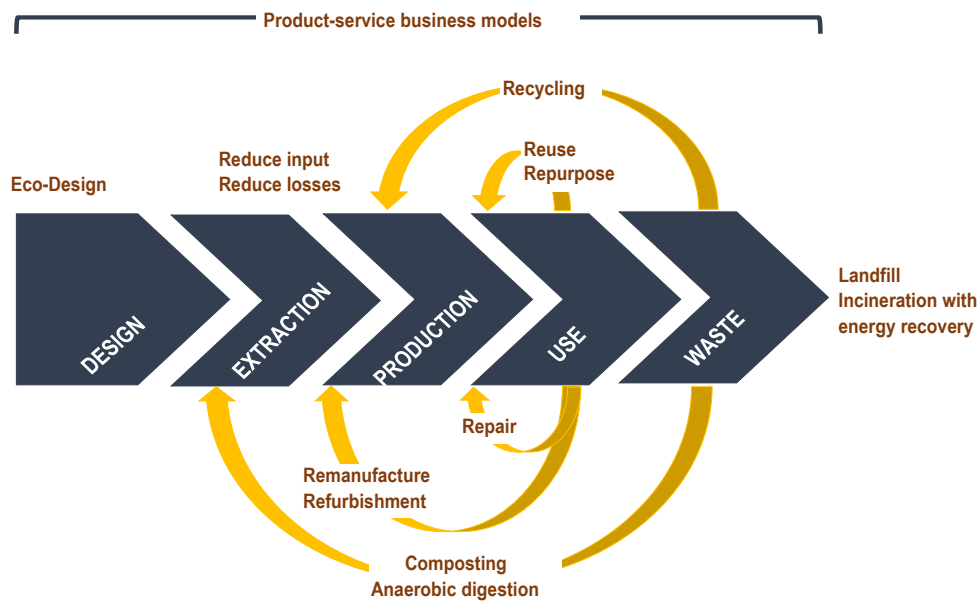 Product-service business models
Recycling
Reuse
Repurpose
Reduce input
Reduce losses
Eco-Design
DESIGN
EXTRACTION
PRODUCTION
USE
WASTE
Landfill
Incineration with
energy recovery
Repair
Remanufacture
Refurbishment
Composting
Anaerobic digestion